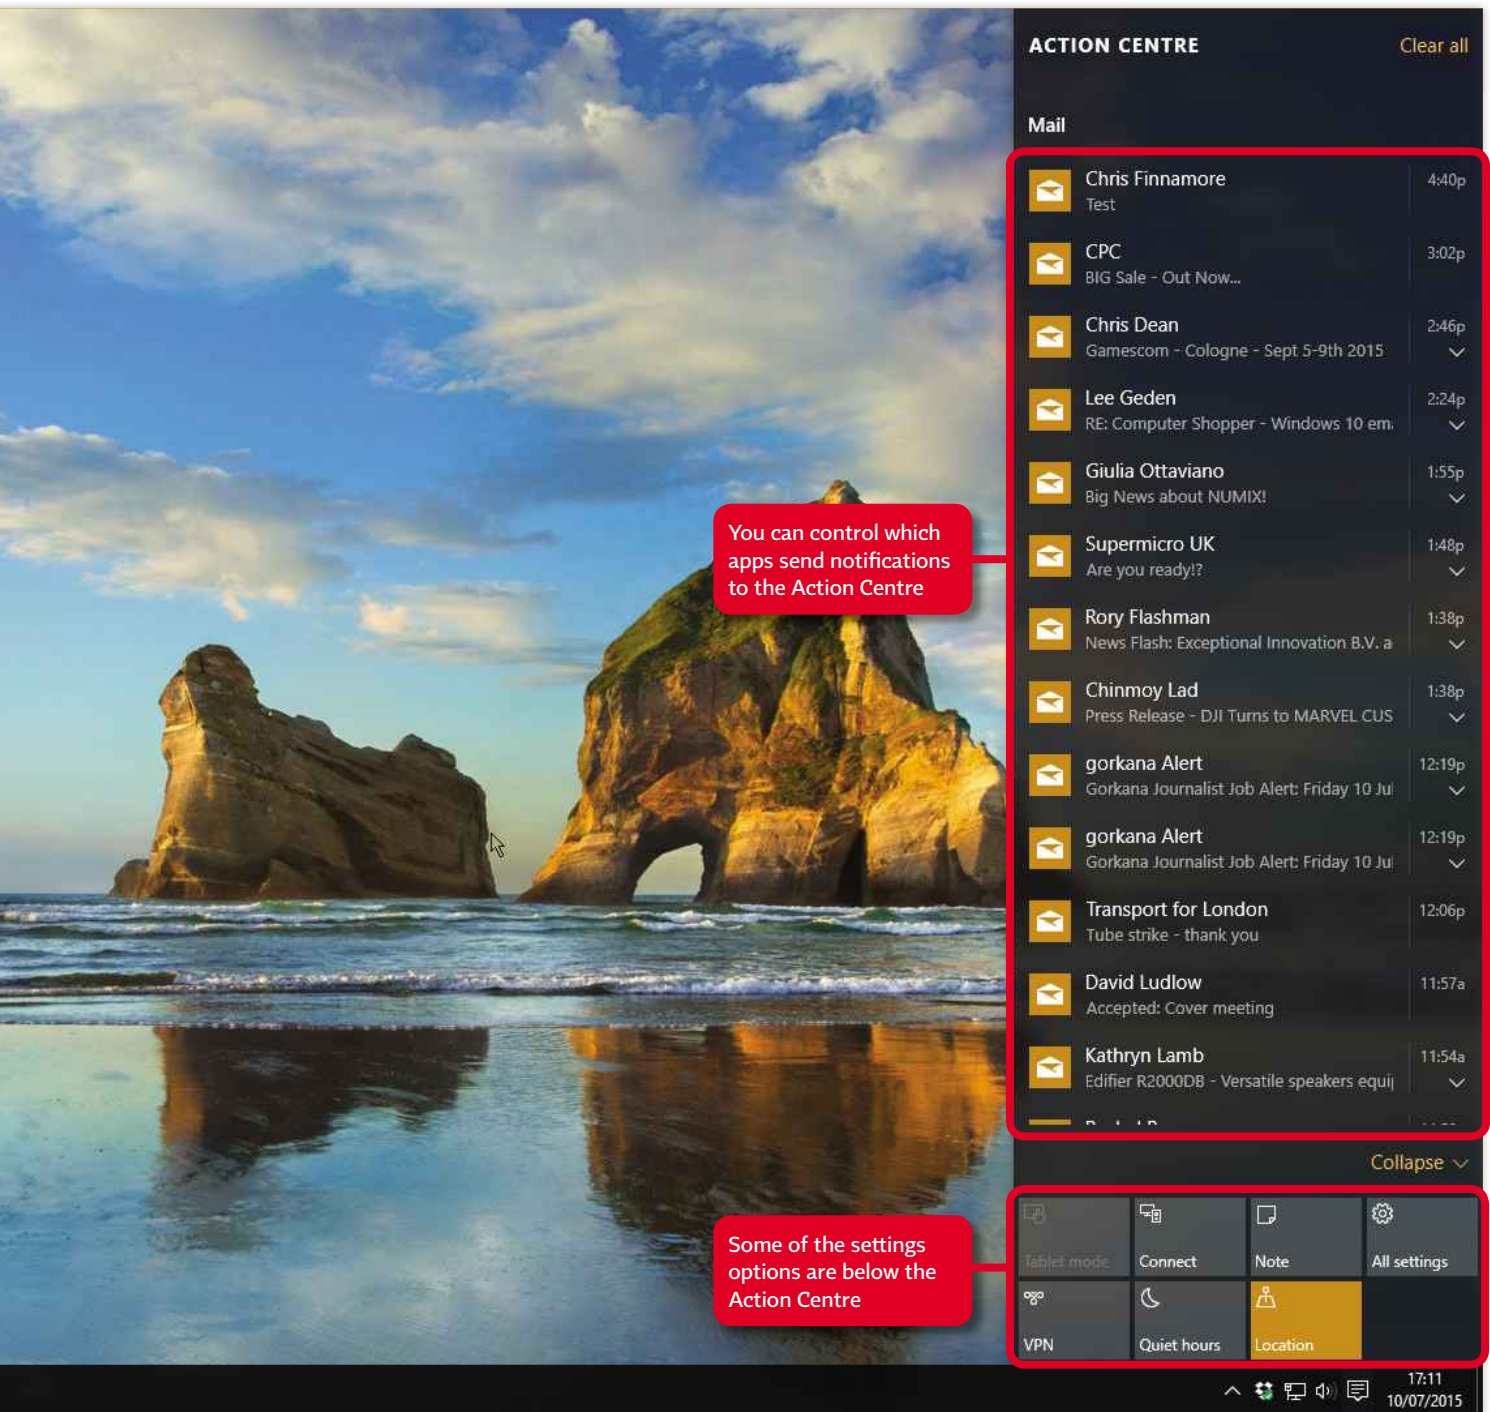 ACTION CENTRE
Clear all
Mail
Chris Finnamore
4:40p
Test
CPC
3:02p
BIG Sale - Out Now...
Chris Dean
2:46p
Gamescom - Cologne - Sept 5-9th 2015
Lee Geden
2:24p
RE: Computer Shopper - Windows 10 em
Giulia Ottaviano
1:55p
Big News about NUMIX!
Supermicro UK
1:48p
Are you ready!?
Rory Flashman
1:38p
News Flash: Exceptional Innovation B.V. a
Chinmoy Lad
1:38p
Press Release - DJI Turns to MARVEL CUS
gorkana Alert
12:19p
Gorkana Journalist Job Alert: Friday 10 Jul
gorkana Alert
12:19p
Gorkana Journalist Job Alert: Friday 10 Jul
Transport for London
12:06p
Tube strike - thank you
David Ludlow
11:57a
Accepted: Cover meeting
Kathryn Lamb
11:54a
Edifier R2000DB - Versatile speakers equi
Collapse
You can control which
apps send notifications
to the Action Centre
Some of the settings
options are below the
Action Centre
Tablet mode
Connect
Note
All settings
VPN
Quiet hours
Location
17:11
10/07/2015